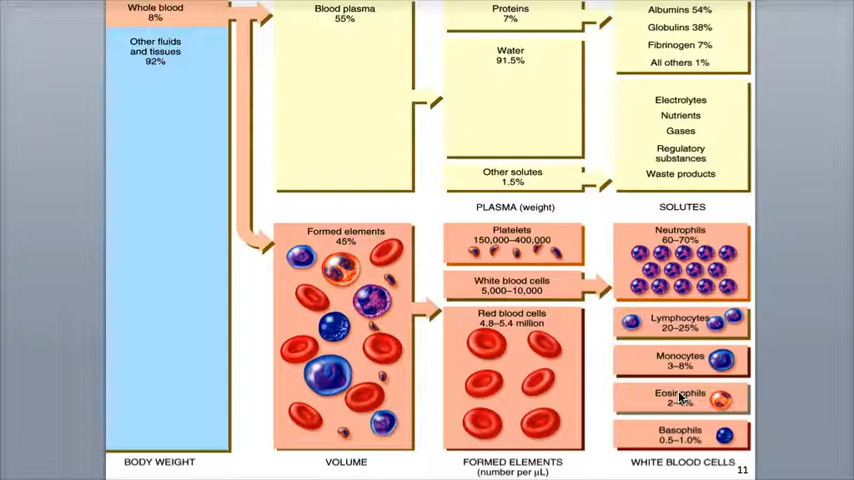 Whole blood
8%
Other fluids
and tissues
92%
BODY WEIGHT
Blood plasma
55%
Formed elements
45%
VOLUME
Proteins
7%
Water
91.5%
Other solutes
1.5%
PLASMA (weight)
Platelets
150,000–400,000
White blood cells
5,000–10,000
Red blood cells
4.8–5.4 million
FORMED ELEMENTS
(number per µL)
Albumins 54%
Globulins 38%
Fibrinogen 7%
All others 1%
Electrolytes
Nutrients
Gases
Regulatory
substances
Waste products
SOLUTES
Neutrophils
60–70%
Lymphocytes
20–25%
Monocytes
3–8%
Eosinophils
Basophils
0.5–1.0%
WHITE BLOOD CELLS
11